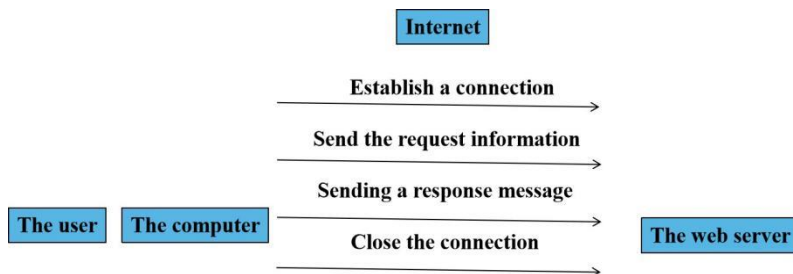 Internet
Establish a connection
Send the request information
Sending a response message
The user
The computer
Close the connection
The web server